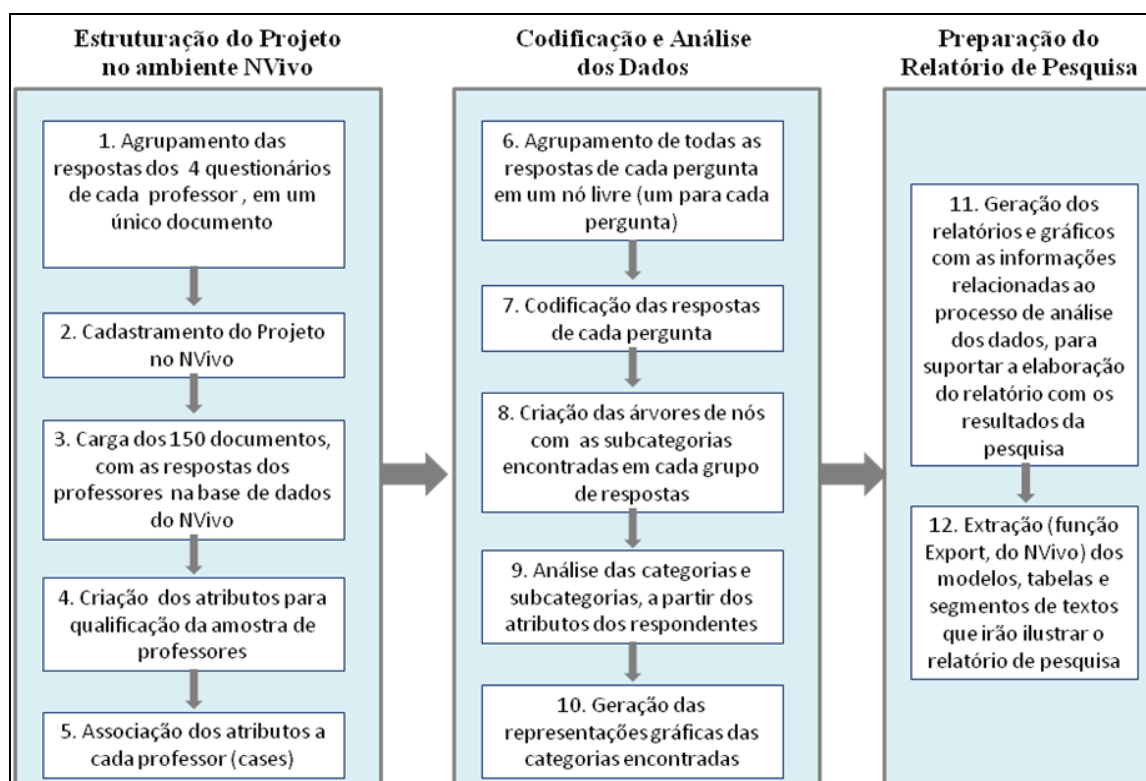 Estruturação do Projeto
no ambiente NVivo
1. Agrupamento das
respostas dos 4 questionários
de cada professor , em um
único documento
2. Cadastramento do Projeto
no NVivo
3. Carga dos 150 documentos,
com as respostas dos
professores na base de dados
do NVivo
4. Criação dos atributos para
qualificação da amostra de
professores
5. Associação dos atributos a
cada professor (cases)
Codificação e Análise
dos Dados
6. Agrupamento de todas as
respostas de cada pergunta
em um nó livre (um para cada
pergunta)
7. Codificação das respostas
de cada pergunta
8. Criação das árvores de nós
com as subcategorias
encontradas em cada grupo
de respostas
9. Análise das categorias e
subcategorias, a partir dos
atributos dos respondentes
10. Geração das
representações gráficas das
categorias encontradas
Preparação do
Relatório de Pesquisa
11. Geração dos
relatórios e gráficos
com as informações
relacionadas ao
processo de análise
dos dados, para
suportar a elaboração
do relatório com os
resultados da
pesquisa
12. Extração (função
Export, do NVivo) dos
modelos, tabelas e
segmentos de textos
que irão ilustrar o
relatório de pesquisa